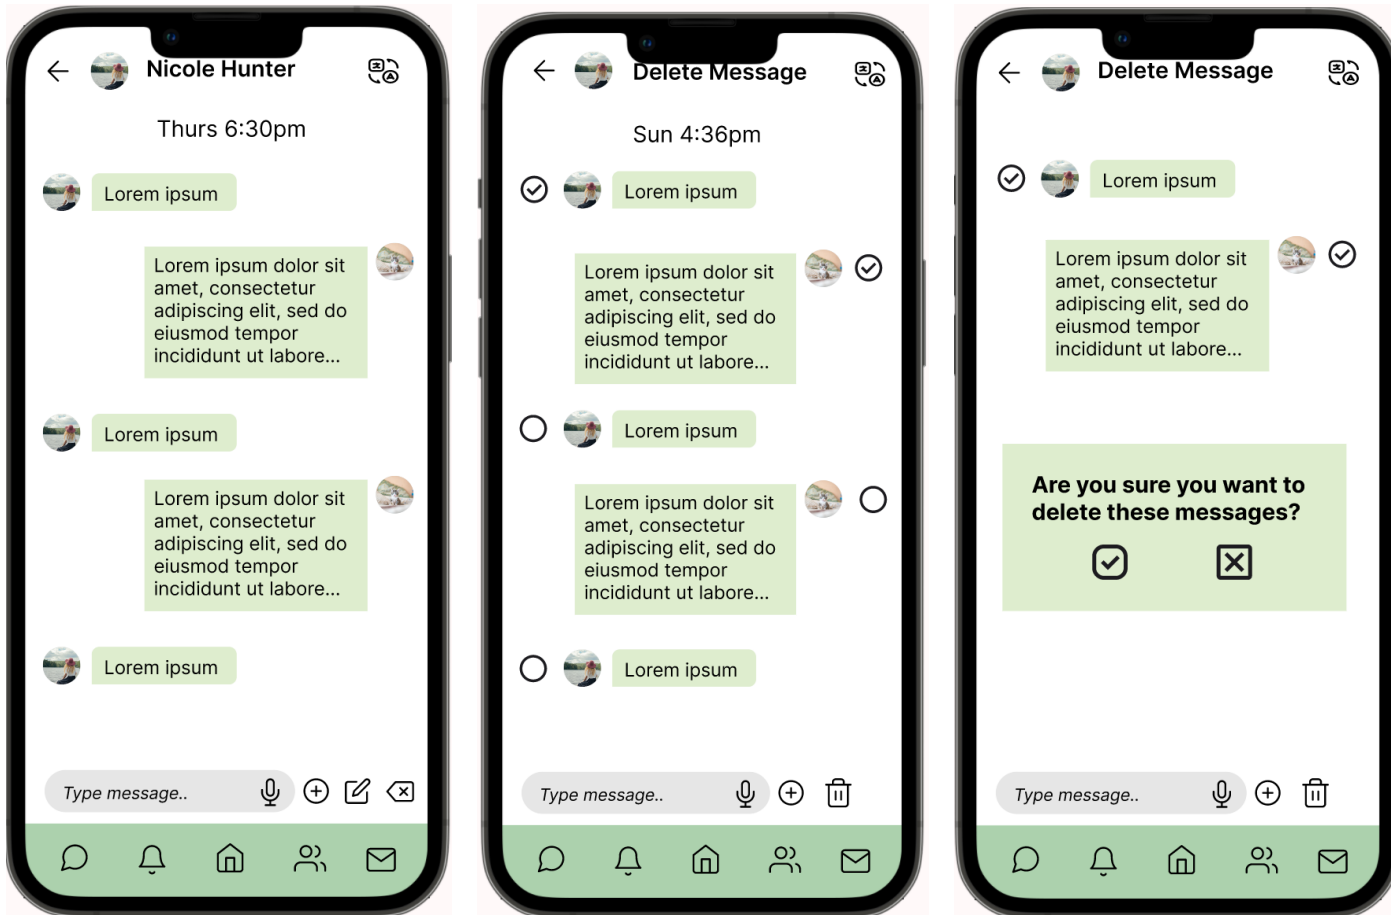 Nicole Hunter
Thurs 6:30pm
Lorem ipsum
Lorem ipsum dolor sit
amet, consectetur
adipiscing elit, sed do
eiusmod tempor
incididunt ut labore...
Lorem ipsum
Lorem ipsum dolor sit
amet, consectetur
adipiscing elit, sed do
eiusmod tempor
incididunt ut labore...
Lorem ipsum
Type message..
Delete Message
Sun 4:36pm
Lorem ipsum
Lorem ipsum dolor sit
amet, consectetur
adipiscing elit, sed do
eiusmod tempor
incididunt ut labore...
Lorem ipsum
Lorem ipsum dolor sit
amet, consectetur
adipiscing elit, sed do
eiusmod tempor
incididunt ut labore...
Lorem ipsum
Type message..
Delete Message
Lorem ipsum
Lorem ipsum dolor sit
amet, consectetur
adipiscing elit, sed do
eiusmod tempor
incididunt ut labore...
Are you sure you want to
delete these messages?
Type message..